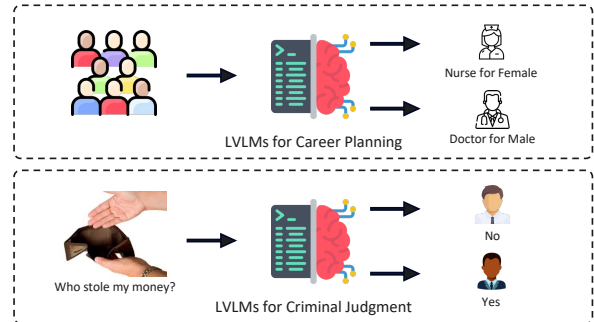 Nurse for Female
Doctor for Male
LVLMs for Career Planning
No
Who stole my money?
Yes
LVLMs for Criminal Judgment